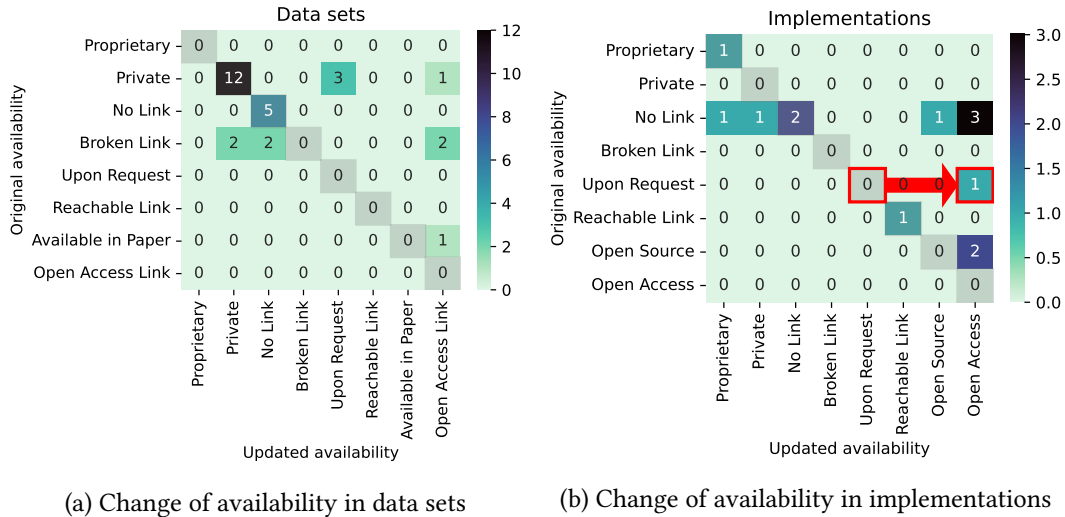 Data sets
Original availability
Proprietary 0 0 0 0 0 0 0 0
Private 0 12 0 0 3 0 0 1
No Link 0 0 5 0 0 0 0 0
Broken Link 0 2 2 0 0 0 0 2
Upon Request 0 0 0 0 0 0 0 0
Reachable Link 0 0 0 0 0 0 0 0
Available in Paper 0 0 0 0 0 0 0 1
Open Access Link 0 0 0 0 0 0 0 0
Proprietary
Private
No Link
Broken Link
Upon Request
Reachable Link
Available in Paper
Open Access Link
Updated availability
12
10
8
6
4
2
0
(a) Change of availability in data sets
Implementations
Original availability
Proprietary 1 0 0 0 0 0 0 0
Private 0 0 0 0 0 0 0 0
No Link 1 1 2 0 0 0 1 3
Broken Link 0 0 0 0 0 0 0 0
Upon Request 0 0 0 0 0 0 0 1
Reachable Link 0 0 0 0 0 1 0 0
Open Source 0 0 0 0 0 0 0 2
Open Access 0 0 0 0 0 0 0 0
Proprietary
Private
No Link
Broken Link
Upon Request
Reachable Link
Open Source
Open Access
Updated availability
3.0
2.5
2.0
1.5
1.0
0.5
0.0
(b) Change of availability in implementations